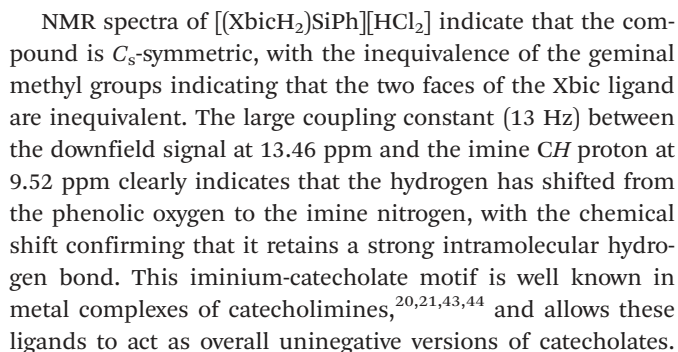 NMR spectra of [(XbicH₂)SiPh][HCl₂] indicate that the com-
pound is Cₛ-symmetric, with the inequivalence of the geminal
methyl groups indicating that the two faces of the Xbic ligand
are inequivalent. The large coupling constant (13 Hz) between
the downfield signal at 13.46 ppm and the imine CH proton at
9.52 ppm clearly indicates that the hydrogen has shifted from
the phenolic oxygen to the imine nitrogen, with the chemical
shift confirming that it retains a strong intramolecular hydro-
gen bond. This iminium-catecholate motif is well known in
metal complexes of catecholimines,²⁰,²¹,⁴³,⁴⁴ and allows these
ligands to act as overall uninegative versions of catecholates.